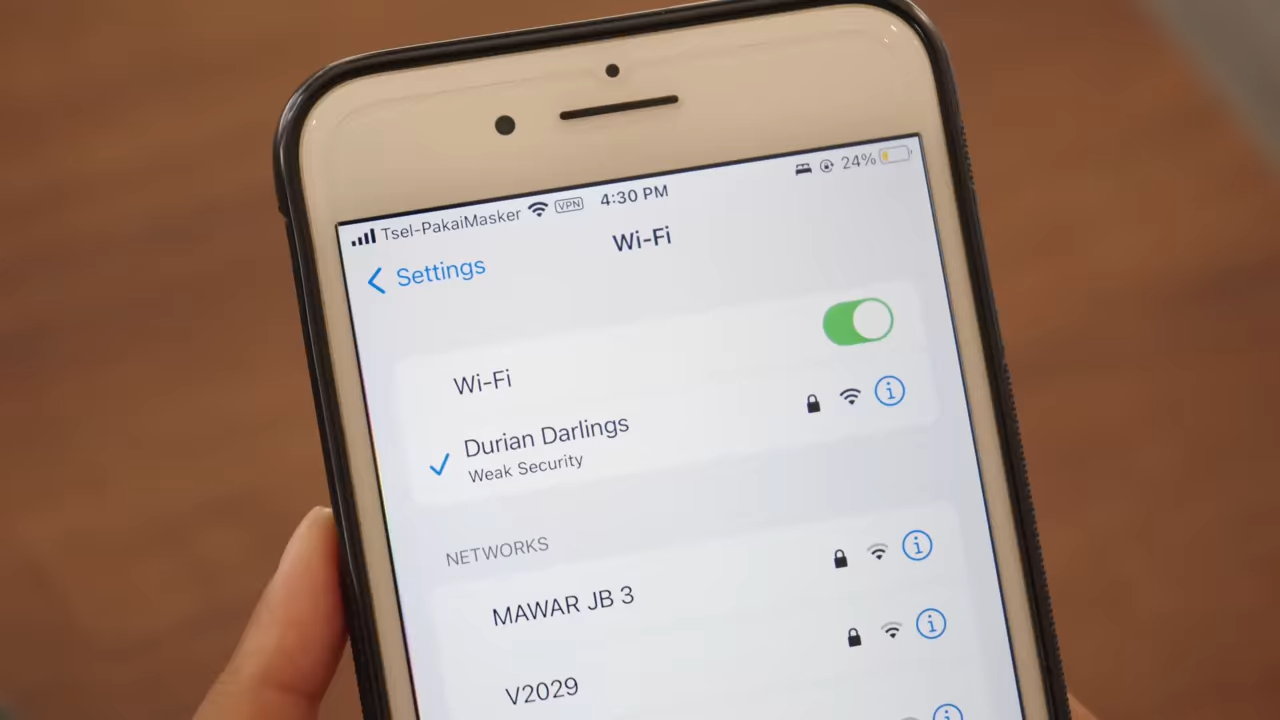 Tsel-PakaiMasker VPN 4:30 PM 24%
Settings Wi-Fi
Wi-Fi
Durian Darlings
Weak Security
NETWORKS
MAWAR JB 3
V2029